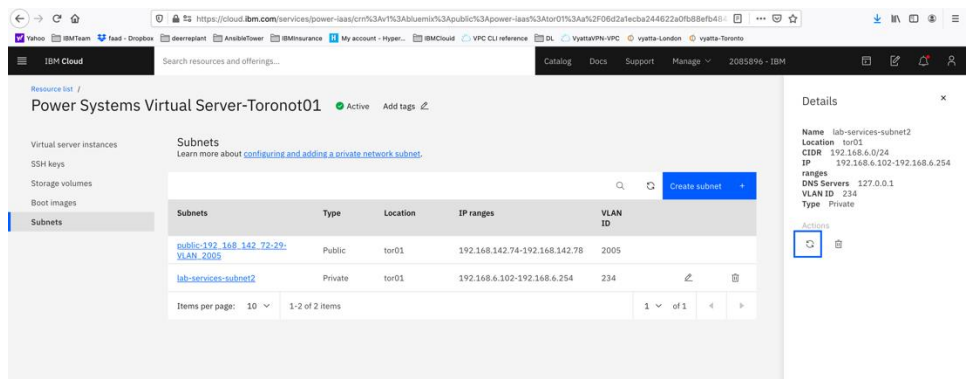 https://cloud.ibm.com/services/power-iaas/crn%3Av1%3Abluemix%3Apublic%3Apower-iaas%3Ator01%3Aa%2F06d2a1ecba244622a0fb88efb46
Yahoo IBMTeam faad - Dropbox deerreplant AnsibleTower IBMInsurance My account - Hyper... IBMClouid VPC CLI reference DL VyattaVPN-VPC vyatta-London vyatta-Toronto
IBM Cloud Search resources and offerings... Catalog Docs Support Manage 2085896 - IBM
Resource list /
Power Systems Virtual Server-Toronot01 Active Add tags
Virtual server instances
SSH keys
Storage volumes
Boot images
Subnets
Subnets
Learn more about configuring and adding a private network subnet.
Create subnet +
Subnets Type Location IP ranges VLAN
ID
public-192_168_142_72-29-
VLAN_2005 Public tor01 192.168.142.74-192.168.142.78 2005
lab-services-subnet2 Private tor01 192.168.6.102-192.168.6.254 234
Items per page: 10 1-2 of 2 items 1 of 1
Details
Name lab-services-subnet2
Location tor01
CIDR 192.168.6.0/24
IP 192.168.6.102-192.168.6.254
ranges
DNS Servers 127.0.0.1
VLAN ID 234
Type Private
Actions